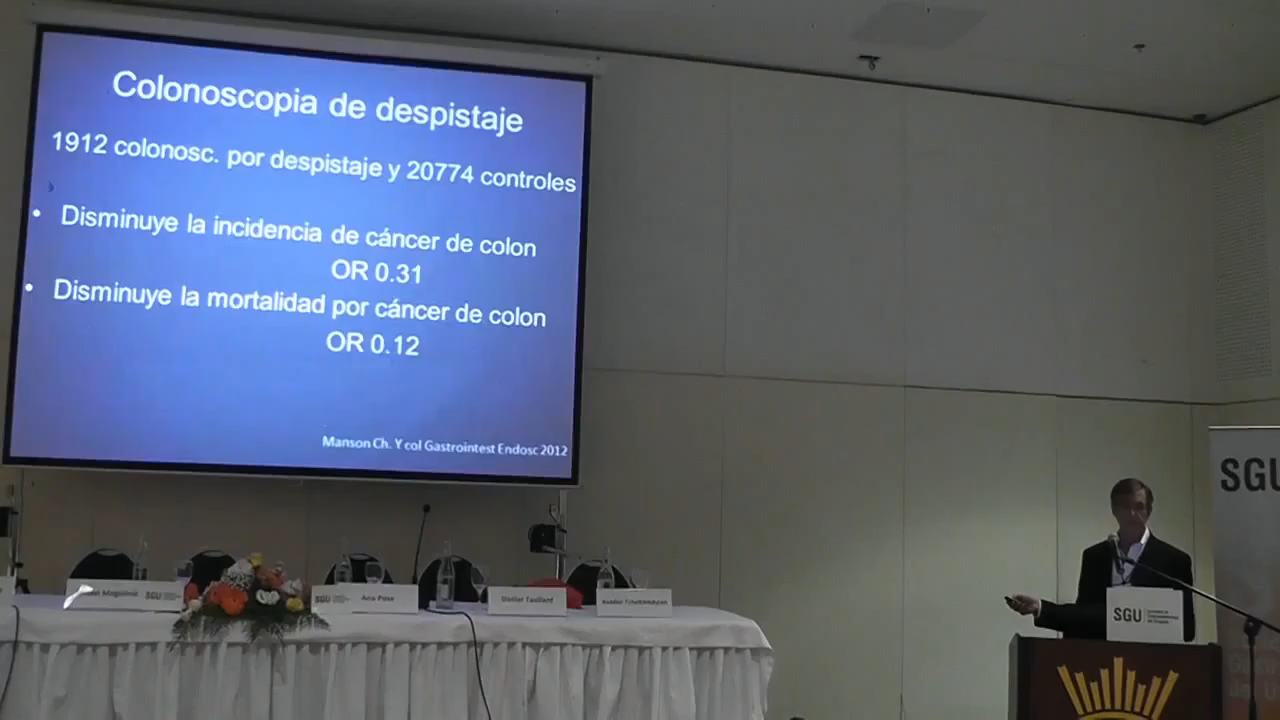 Colonoscopia de despistaje
1912 colonosc. por despistaje y 20774 controles
• Disminuye la incidencia de cáncer de colon
OR 0.31
• Disminuye la mortalidad por cáncer de colon
OR 0.12
Manson Ch. Y col Gastrointest Endosc 2012
SGU
SGU
SGU
Ana Pose
SGU